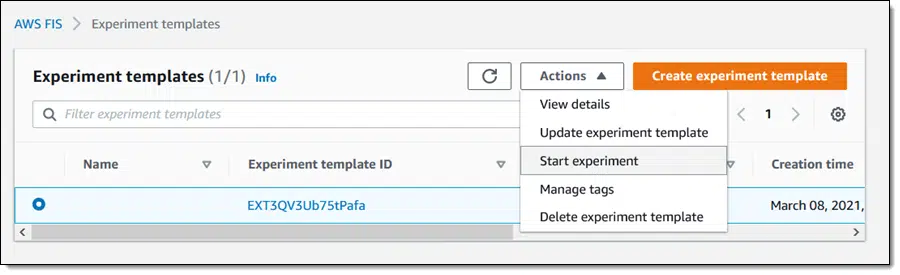 AWS FIS > Experiment templates
Experiment templates (1/1) Info
Actions
Create experiment template
Filter experiment templates
1
View details
Update experiment template
Start experiment
Manage tags
Delete experiment template
Name
Experiment template ID
Creation time
EXT3QV3Ub75tPafa
March 08, 2021,